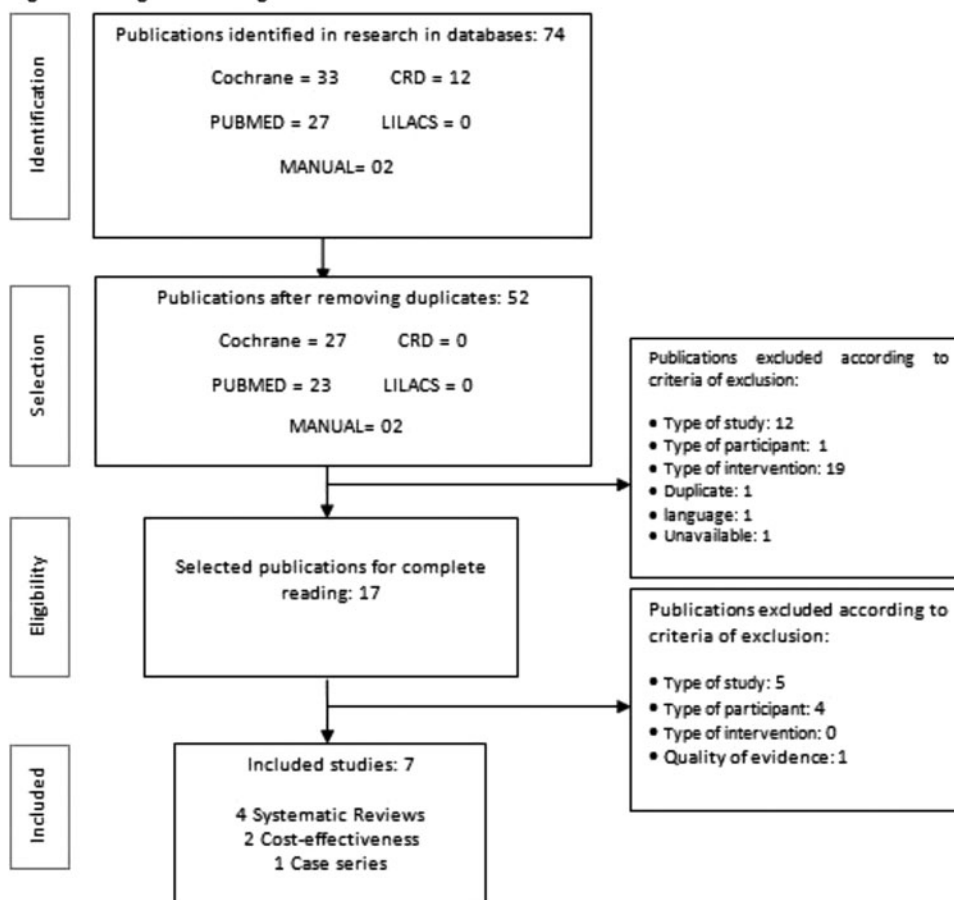 Identification
Publications identified in research in databases: 74
Cochrane = 33 CRD = 12
PUBMED = 27 LILACS = 0
MANUAL= 02
Selection
Publications after removing duplicates: 52
Cochrane = 27 CRD = 0
PUBMED = 23 LILACS = 0
MANUAL= 02
Publications excluded according to
criteria of exclusion:
• Type of study: 12
• Type of participant: 1
• Type of intervention: 19
• Duplicate: 1
• language: 1
• Unavailable: 1
Eligibility
Selected publications for complete
reading: 17
Publications excluded according to
criteria of exclusion:
• Type of study: 5
• Type of participant: 4
• Type of intervention: 0
• Quality of evidence: 1
Included
Included studies: 7
4 Systematic Reviews
2 Cost-effectiveness
1 Case series